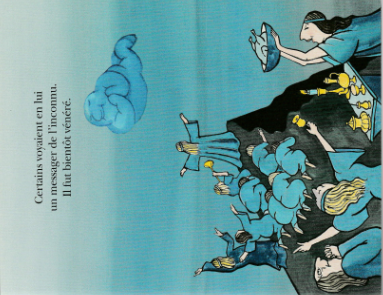 Certains voyaient en lui
un messager de l'inconnu.
Il fut bientôt vénéré.